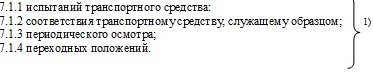 7.1.1 испытаний транспортного средства:
7.1.2 соответствия транспортному средству, служащему образцом; 1)
7.1.3 периодического осмотра;
7.1.4 переходных положений.